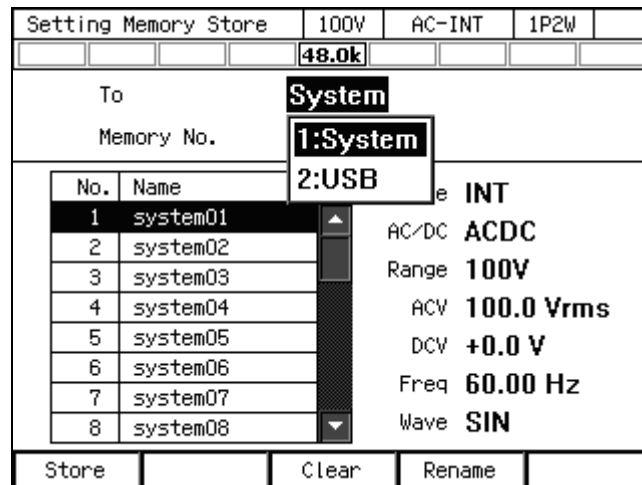 Setting Memory Store 100V AC-INT 1P2W
48.0k
To System
Memory No. 1:System
2:USB
No. Name
e INT
1 system01
AC/DC ACDC
2 system02
3 system03
Range 100V
4 system04
ACV 100.0 Vrms
5 system05
DCV +0.0 V
6 system06
Freq 60.00 Hz
7 system07
8 system08
Wave SIN
Store Clear Rename